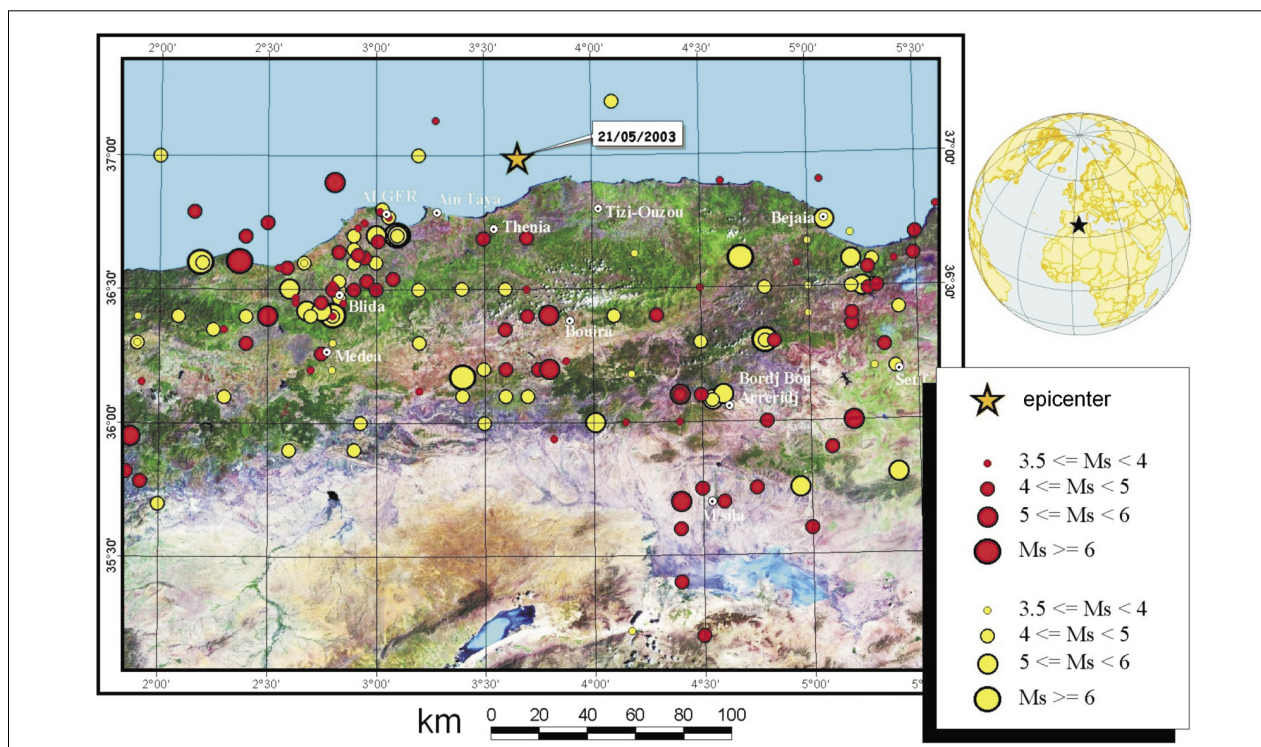 2°00' 2°30' 3°00' 3°30' 4°00' 4°30' 5°00' 5°30'
21/05/2003
37°00' 37°00'
ALGER Ain Taya
Tizi-Ouzou
Bejaia
Thenia
36°30' 36°30'
Blida
Bouira
Medea
Bordj Bou
Arreridj
36°00' 36°00'
M'sila
35°30' 35°30'
2°00' 2°30' 3°00' 3°30' 4°00' 4°30' 5°00'
km 0 20 40 60 80 100
epicenter
3.5 <= Ms < 4
4 <= Ms < 5
5 <= Ms < 6
Ms >= 6
3.5 <= Ms < 4
4 <= Ms < 5
5 <= Ms < 6
Ms >= 6